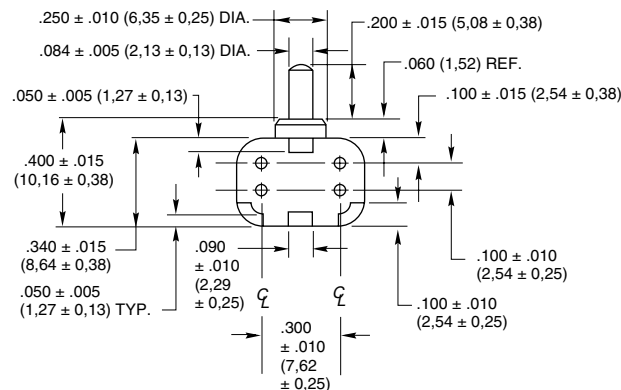 .250 ± .010 (6,35 ± 0,25) DIA.
.200 ± .015 (5,08 ± 0,38)
.084 ± .005 (2,13 ± 0,13) DIA.
.060 (1,52) REF.
.050 ± .005 (1,27 ± 0,13)
.100 ± .015 (2,54 ± 0,38)
.400 ± .015
(10,16 ± 0,38)
.340 ± .015
(8,64 ± 0,38)
.050 ± .005
(1,27 ± 0,13) TYP.
.090
± .010
(2,29
± 0,25)
℄
℄
.300
± .010
(7,62
± 0,25)
.100 ± .010
(2,54 ± 0,25)
.100 ± .010
(2,54 ± 0,25)